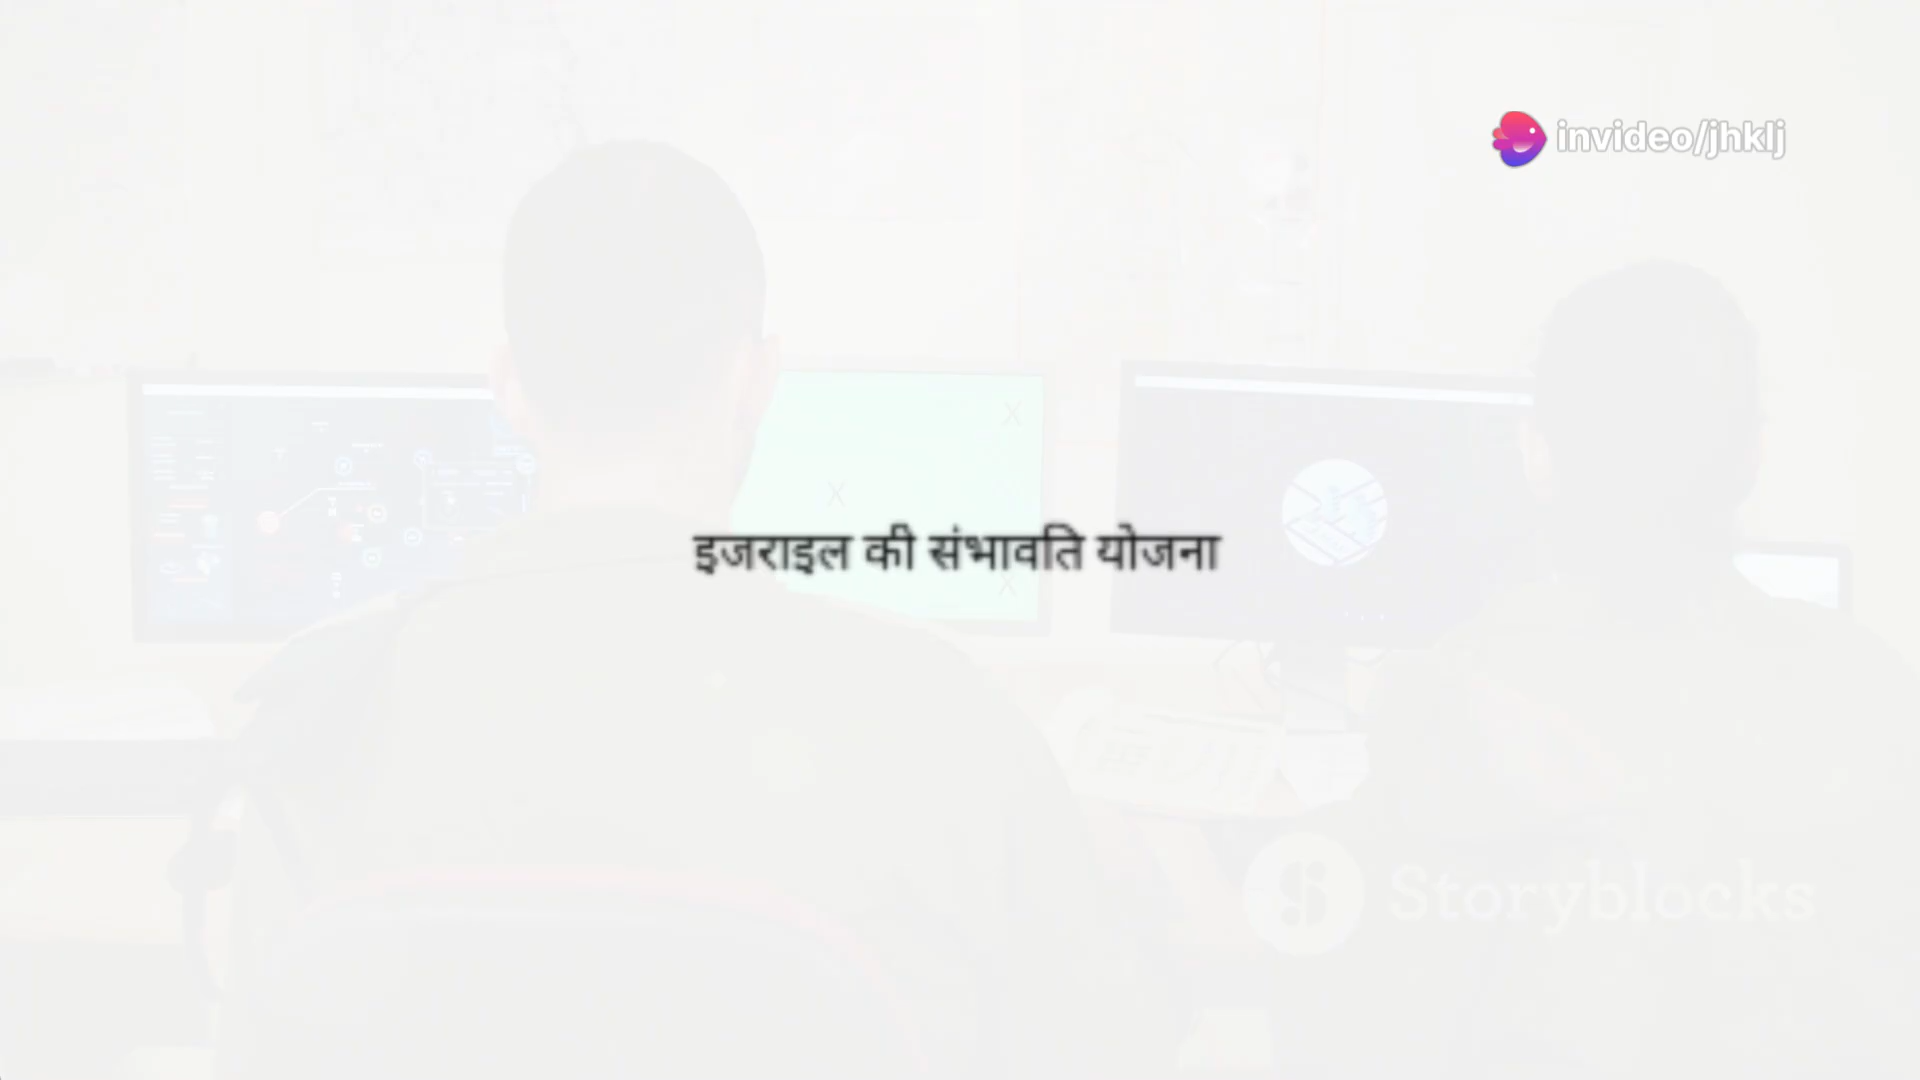 invideo/jhklj
इजराइल की संभावति योजना
Storyblocks